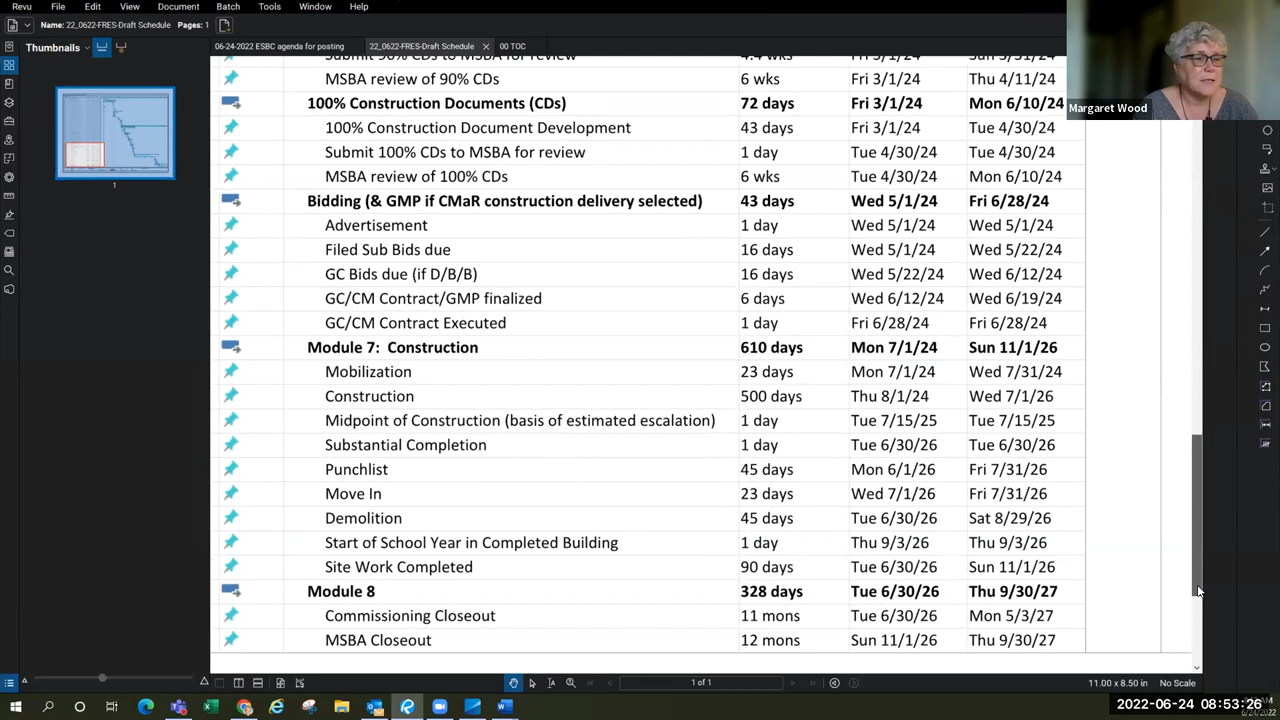 Revu File Edit View Document Batch Tools Window Help
Name: 22_0622-FRES-Draft Schedule Pages: 1
Thumbnails
06-24-2022 ESBC agenda for posting 22_0622-FRES-Draft Schedule 00 TOC
1
Submit 90% CDs to MSBA for review 4.4 wks Fri 3/1/24 Sun 3/31/24
MSBA review of 90% CDs 6 wks Fri 3/1/24 Thu 4/11/24
100% Construction Documents (CDs) 72 days Fri 3/1/24 Mon 6/10/24
100% Construction Document Development 43 days Fri 3/1/24 Tue 4/30/24
Submit 100% CDs to MSBA for review 1 day Tue 4/30/24 Tue 4/30/24
MSBA review of 100% CDs 6 wks Tue 4/30/24 Mon 6/10/24
Bidding (& GMP if CMaR construction delivery selected) 43 days Wed 5/1/24 Fri 6/28/24
Advertisement 1 day Wed 5/1/24 Wed 5/1/24
Filed Sub Bids due 16 days Wed 5/1/24 Wed 5/22/24
GC Bids due (if D/B/B) 16 days Wed 5/22/24 Wed 6/12/24
GC/CM Contract/GMP finalized 6 days Wed 6/12/24 Wed 6/19/24
GC/CM Contract Executed 1 day Fri 6/28/24 Fri 6/28/24
Module 7: Construction 610 days Mon 7/1/24 Sun 11/1/26
Mobilization 23 days Mon 7/1/24 Wed 7/31/24
Construction 500 days Thu 8/1/24 Wed 7/1/26
Midpoint of Construction (basis of estimated escalation) 1 day Tue 7/15/25 Tue 7/15/25
Substantial Completion 1 day Tue 6/30/26 Tue 6/30/26
Punchlist 45 days Mon 6/1/26 Fri 7/31/26
Move In 23 days Wed 7/1/26 Fri 7/31/26
Demolition 45 days Tue 6/30/26 Sat 8/29/26
Start of School Year in Completed Building 1 day Thu 9/3/26 Thu 9/3/26
Site Work Completed 90 days Tue 6/30/26 Sun 11/1/26
Module 8 328 days Tue 6/30/26 Thu 9/30/27
Commissioning Closeout 11 mons Tue 6/30/26 Mon 5/3/27
MSBA Closeout 12 mons Sun 11/1/26 Thu 9/30/27
Margaret Wood
1 of 1
11.00 x 8.50 in No Scale
2022-06-24 08:53:26